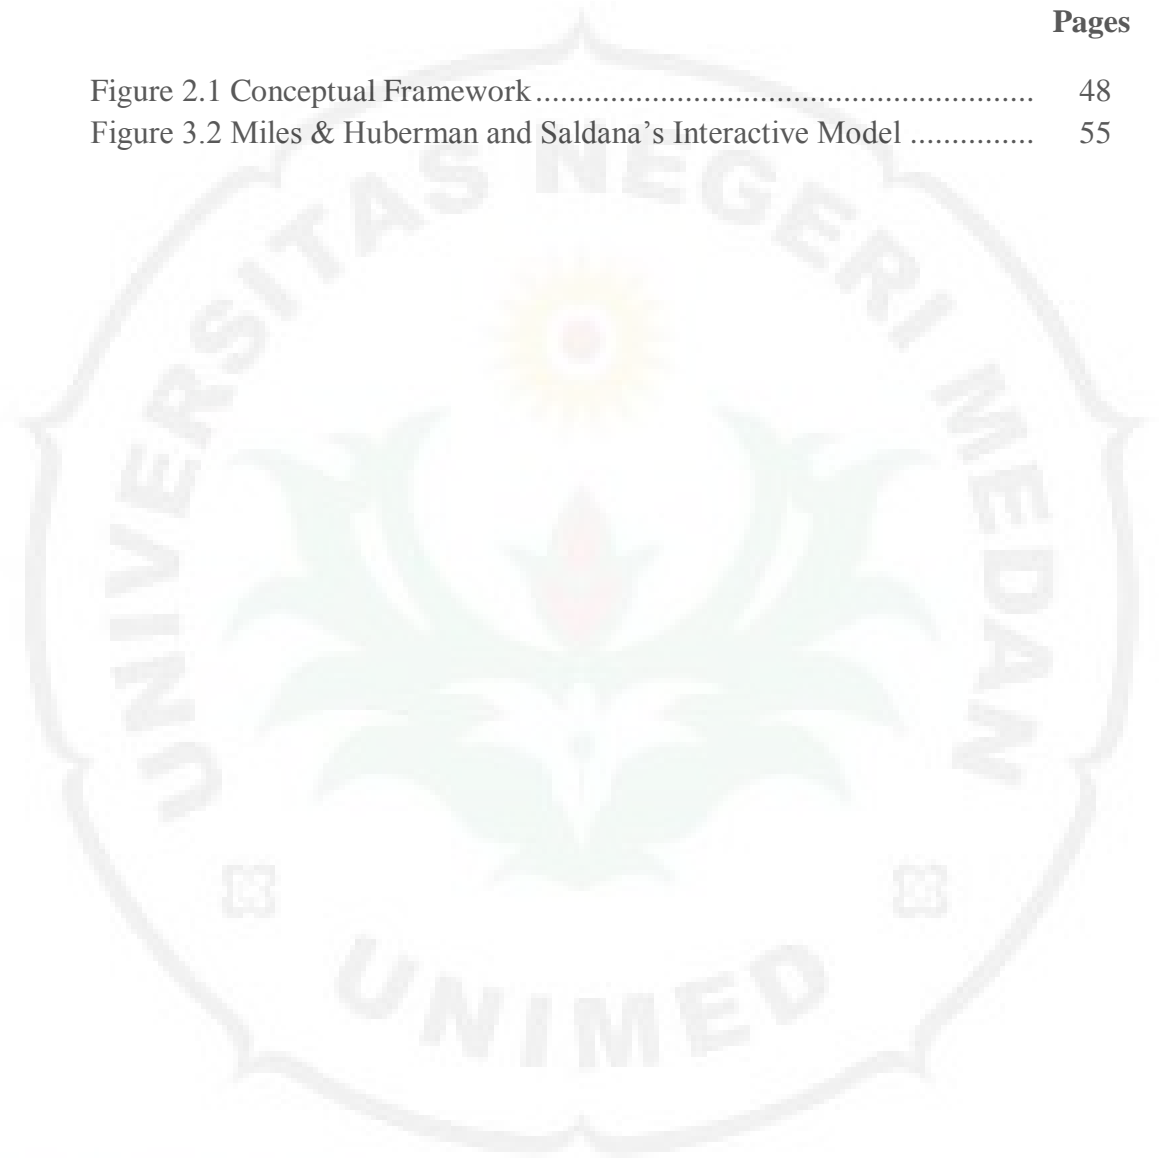 Pages
Figure 2.1 Conceptual Framework............................................................ 48
Figure 3.2 Miles & Huberman and Saldana’s Interactive Model ............... 55
UNIVERSITAS NEGERI MEDAN
UNIMED